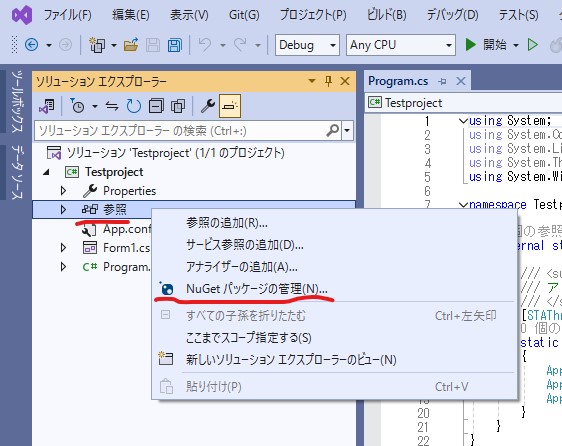 ファイル(F) 編集(E) 表示(V) Git(G) プロジェクト(P) ビルド(B) デバッグ(D) テスト(S)
Debug Any CPU 開始
ツールボックス
データ ソース
ソリューション エクスプローラー
ソリューション エクスプローラー の検索 (Ctrl+:)
ソリューション 'Testproject' (1/1 のプロジェクト)
Testproject
Properties
参照
App.conf
Form1.cs
Program.
参照の追加(R)...
サービス参照の追加(D)...
アナライザーの追加(A)...
NuGet パッケージの管理(N)...
すべての子孫を折りたたむ Ctrl+左矢印
ここまでスコープ指定する(S)
新しいソリューション エクスプローラーのビュー(N)
貼り付け(P) Ctrl+V
Program.cs
Testproject
1 using System;
2 using System.Co
3 using System.Li
4 using System.Th
5 using System.Wi
6
7 namespace Testp
個の参照
ernal st
/// <su
/// ア
/// </s
[STAThr
0 個の
static
{
App
App
App
19 }
20 }
21 }
22